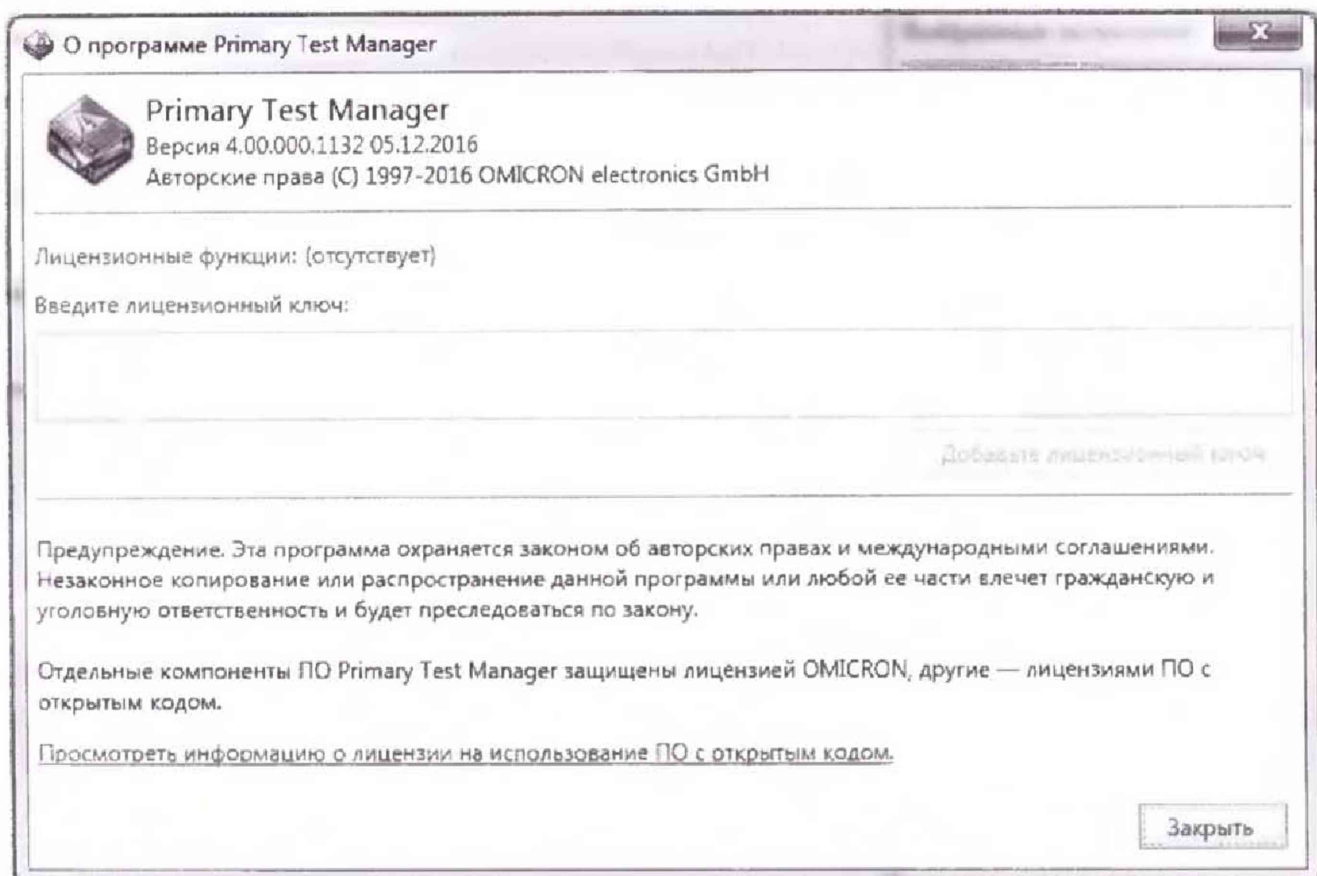 О программе Primary Test Manager
Primary Test Manager
Версия 4.00.000.1132 05.12.2016
Авторские права (C) 1997-2016 OMICRON electronics GmbH
Лицензионные функции: (отсутствует)
Введите лицензионный ключ:
Добавьте лицензионный ключ
Предупреждение. Эта программа охраняется законом об авторских правах и международными соглашениями.
Незаконное копирование или распространение данной программы или любой ее части влечет гражданскую и
уголовную ответственность и будет преследоваться по закону.
Отдельные компоненты ПО Primary Test Manager защищены лицензией OMICRON, другие — лицензиями ПО с
открытым кодом.
Просмотреть информацию о лицензии на использование ПО с открытым кодом.
Закрыть